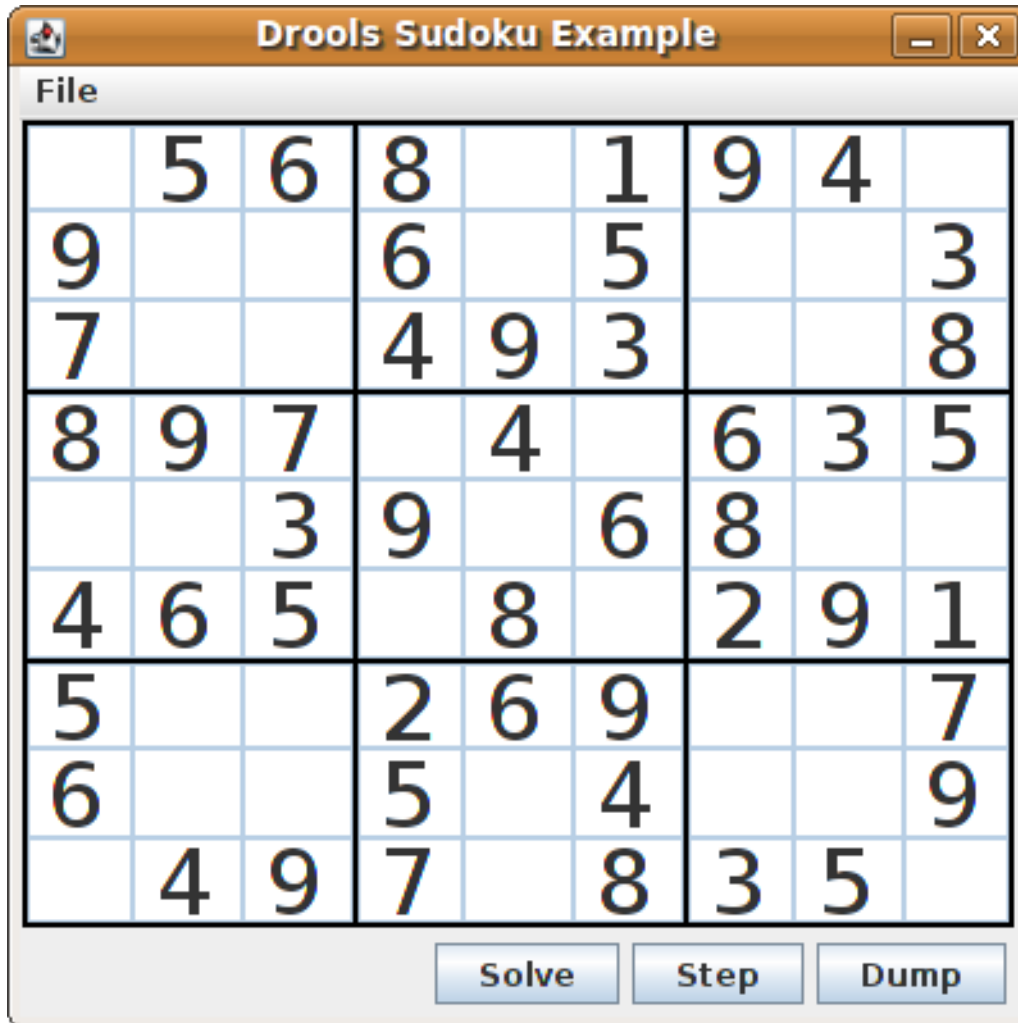 Drools Sudoku Example
File
5 6 8 1 9 4
9 6 5 3
7 4 9 3 8
8 9 7 4 6 3 5
3 9 6 8
4 6 5 8 2 9 1
5 2 6 9 7
6 5 4 9
4 9 7 8 3 5
Solve Step Dump